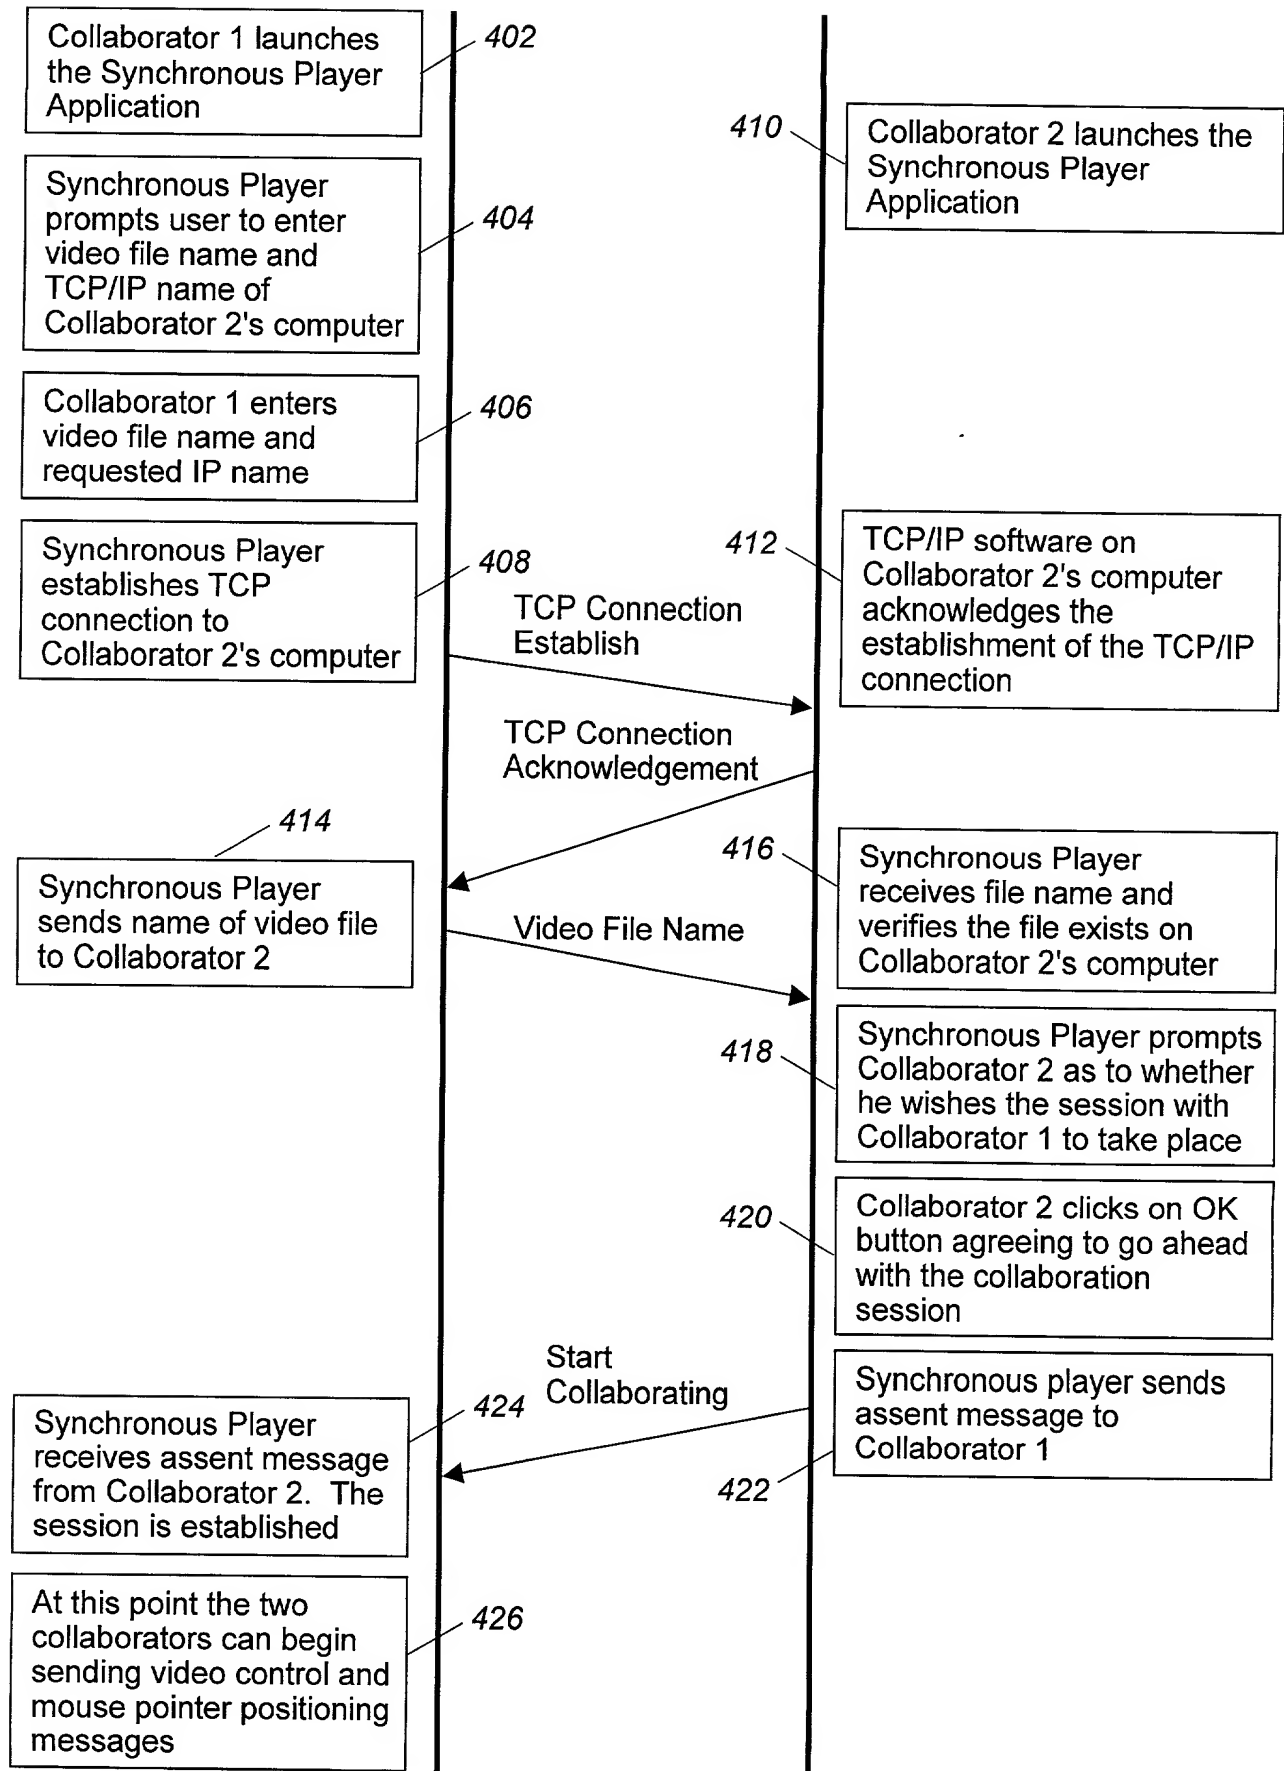 Collaborator 1 launches
the Synchronous Player
Application
402
410
Collaborator 2 launches the
Synchronous Player
Application
Synchronous Player
prompts user to enter
video file name and
TCP/IP name of
Collaborator 2's computer
404
Collaborator 1 enters
video file name and
requested IP name
406
Synchronous Player
establishes TCP
connection to
Collaborator 2's computer
408
TCP Connection
Establish
412
TCP/IP software on
Collaborator 2's computer
acknowledges the
establishment of the TCP/IP
connection
TCP Connection
Acknowledgement
414
Synchronous Player
sends name of video file
to Collaborator 2
Video File Name
416
Synchronous Player
receives file name and
verifies the file exists on
Collaborator 2's computer
418
Synchronous Player prompts
Collaborator 2 as to whether
he wishes the session with
Collaborator 1 to take place
420
Collaborator 2 clicks on OK
button agreeing to go ahead
with the collaboration
session
Start
Collaborating
Synchronous player sends
assent message to
Collaborator 1
422
424
Synchronous Player
receives assent message
from Collaborator 2. The
session is established
At this point the two
collaborators can begin
sending video control and
mouse pointer positioning
messages
426